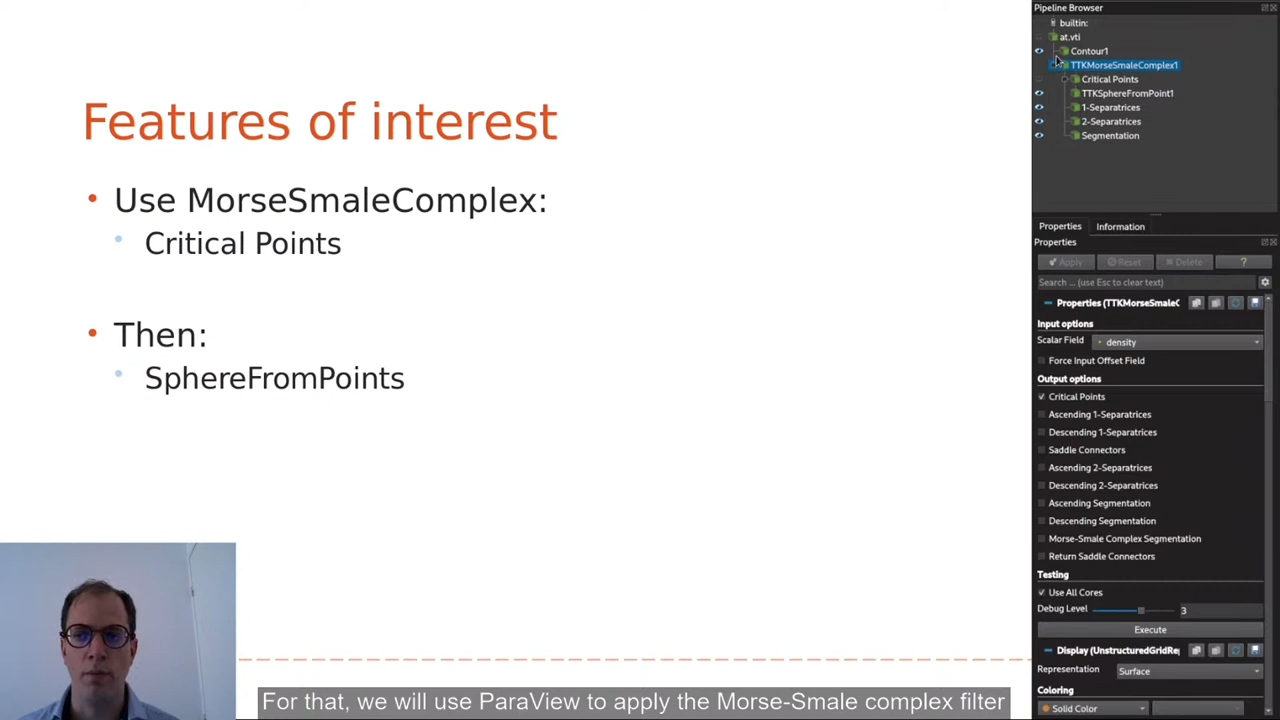 Features of interest
• Use MorseSmaleComplex:
• Critical Points
• Then:
• SphereFromPoints
For that, we will use ParaView to apply the Morse-Smale complex filter
Pipeline Browser
builtin:
at.vti
Contour1
TTKMorseSmaleComplex1
Critical Points
TTKSphereFromPoint1
1-Separatrices
2-Separatrices
Segmentation
Properties Information
Properties
Apply Reset Delete ?
Search ... (use Esc to clear text)
Properties (TTKMorseSmaleC
Input options
Scalar Field density
Force Input Offset Field
Output options
Critical Points
Ascending 1-Separatrices
Descending 1-Separatrices
Saddle Connectors
Ascending 2-Separatrices
Descending 2-Separatrices
Ascending Segmentation
Descending Segmentation
Morse-Smale Complex Segmentation
Return Saddle Connectors
Testing
Use All Cores
Debug Level 3
Execute
Display (UnstructuredGridRep
Representation Surface
Coloring
Solid Color